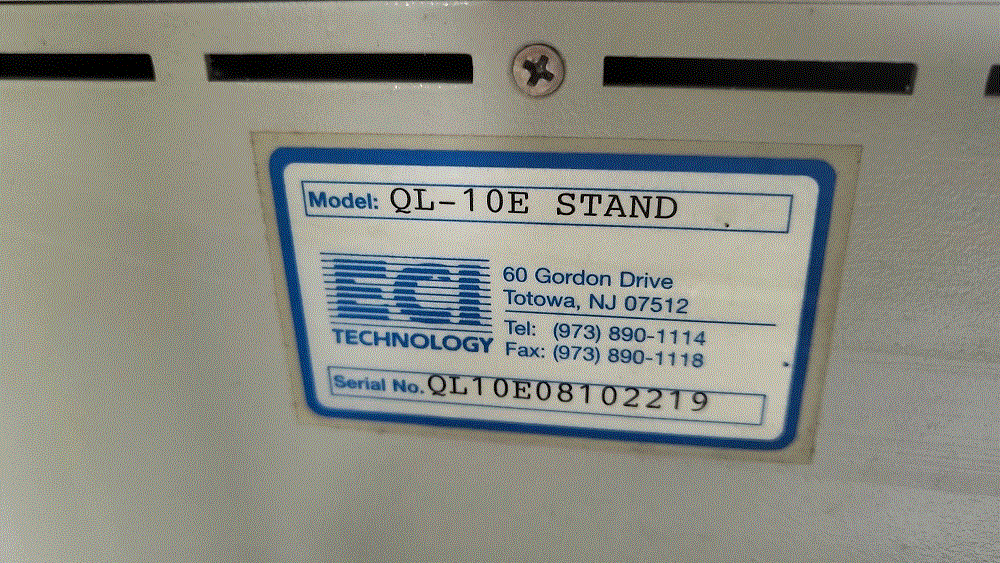 Model: QL-10E STAND
ECI
TECHNOLOGY
60 Gordon Drive
Totowa, NJ 07512
Tel: (973) 890-1114
Fax: (973) 890-1118
Serial No. QL10E08102219